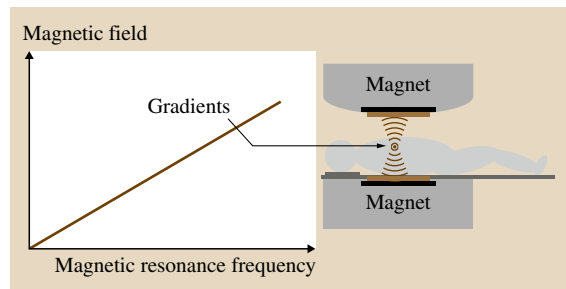 Magnetic field
Magnet
Gradients
Magnet
Magnetic resonance frequency